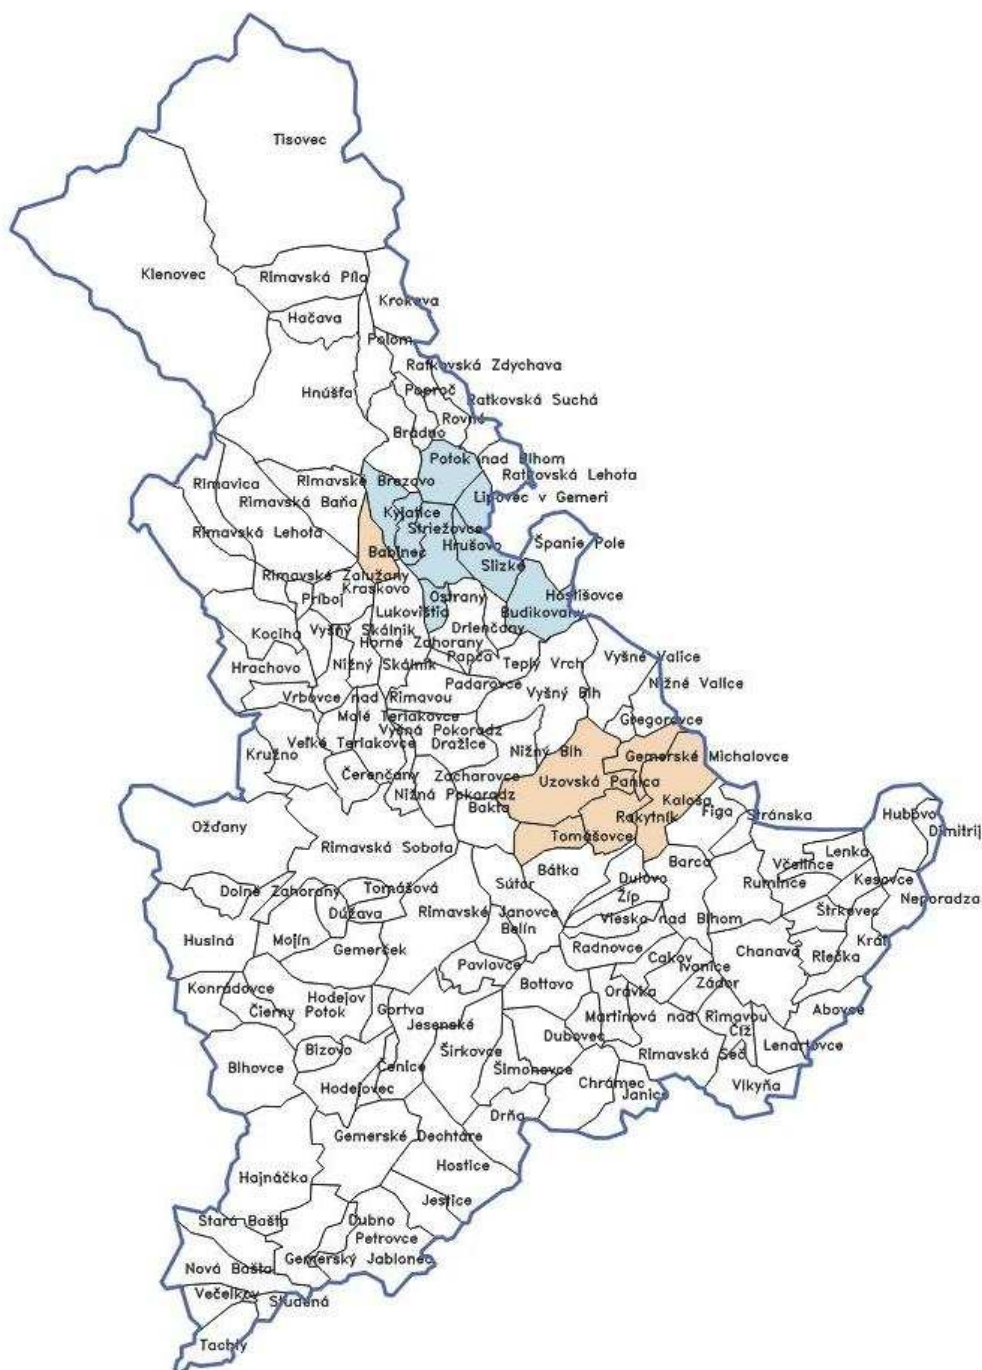 Tisovec
Klenovec
Rimavská Píla
Krokava
Hačava
Polom
Ratkovská Zdychava
Hnúšťa
Poproč
Ratkovská Suchá
Rovné
Brádno
Potok nad Blhom
Ratkovská Lehota
Rimavica
Rimavské Brezovo
Rimavská Baňa
Lipovec v Gemeri
Kyjatice
Striežovce
Rimavská Lehota
Hrušovo
Španie Pole
Babinec
Slizké
Rimavské Zalužany
Kraskovo
Príboj
Ostrany
Hostišovce
Lukovištia
Budikovany
Kociha
Vyšný Skálnik
Drienčany
Horné Zahorany
Hrachovo
Nižný Skálnik
Papča
Teplý Vrch
Vyšné Valice
Padarovce
Nižné Valice
Vrbovce nad Rimavou
Vyšný Blh
Malé Teriakovce
Gregorovce
Vyšná Pokoradz
Veľké Teriakovce
Dražice
Nižný Blh
Kružno
Gemerské Michalovce
Čerenčany
Zacharovce
Uzovská Panica
Nižná Pokoradz
Bakta
Kaloša
Figa
Stránska
Hubovo
Ožďany
Rakytník
Dimitrij
Tomášovce
Rimavská Sobota
Lenka
Barca
Včelince
Bátka
Dulovo
Kesovce
Sútor
Rumince
Dolné Zahorany
Tomášová
Žíp
Neporadza
Dúžava
Rimavské Janovce
Vieska nad Blhom
Štrkovec
Belín
Husiná
Mojín
Gemerček
Radnovce
Kráľ
Cakov
Chanava
Riečka
Pavlovce
Ivanice
Konrádovce
Bottovo
Zádor
Hodejov
Orávka
Čierny Potok
Gortva
Abovce
Jesenské
Martinová nad Rimavou
Číž
Dubovec
Bizovo
Širkovce
Lenartovce
Rimavská Seč
Blhovce
Čenice
Šimonovce
Hodejovec
Chrámec
Vlkyňa
Janice
Drňa
Gemerské Dechtáre
Hostice
Hajnáčka
Jestice
Stará Bašta
Dubno
Petrovce
Gemerský Jablonec
Nová Bašta
Večelkov
Studená
Tachty